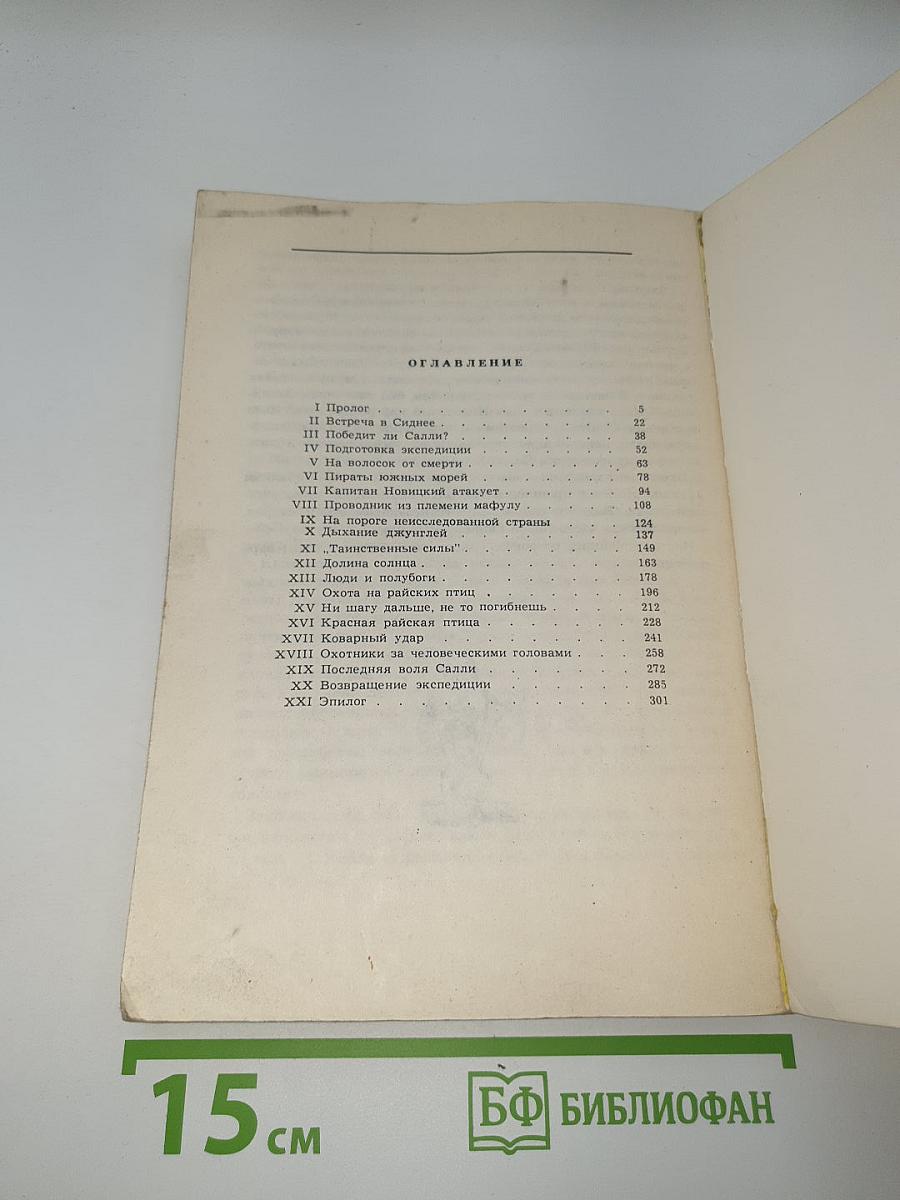 ОГЛАВЛЕНИЕ
I Пролог . . . . . . . . . . . . 5
II Встреча в Сиднее . . . . . . . . 22
III Победит ли Салли? . . . . . . . . 38
IV Подготовка экспедиции . . . . . . . 52
V На волосок от смерти . . . . . . . . 63
VI Пираты южных морей . . . . . . . 78
VII Капитан Новицкий атакует . . . . . . 94
VIII Проводник из племени мафулу . . . . . 108
IX На пороге неисследованной страны . . . 124
X Дыхание джунглей . . . . . . . . 137
XI „Таинственные силы" . . . . . . . . 149
XII Долина солнца . . . . . . . . . 163
XIII Люди и полубоги . . . . . . . . 178
XIV Охота на райских птиц . . . . . . . 196
XV Ни шагу дальше, не то погибнешь . . . . 212
XVI Красная райская птица . . . . . . . 228
XVII Коварный удар . . . . . . . . 241
XVIII Охотники за человеческими головами . . . 258
XIX Последняя воля Салли . . . . . . . 272
XX Возвращение экспедиции . . . . . . 285
XXI Эпилог . . . . . . . . . . . 301
15 см
БФ БИБЛИОФАН